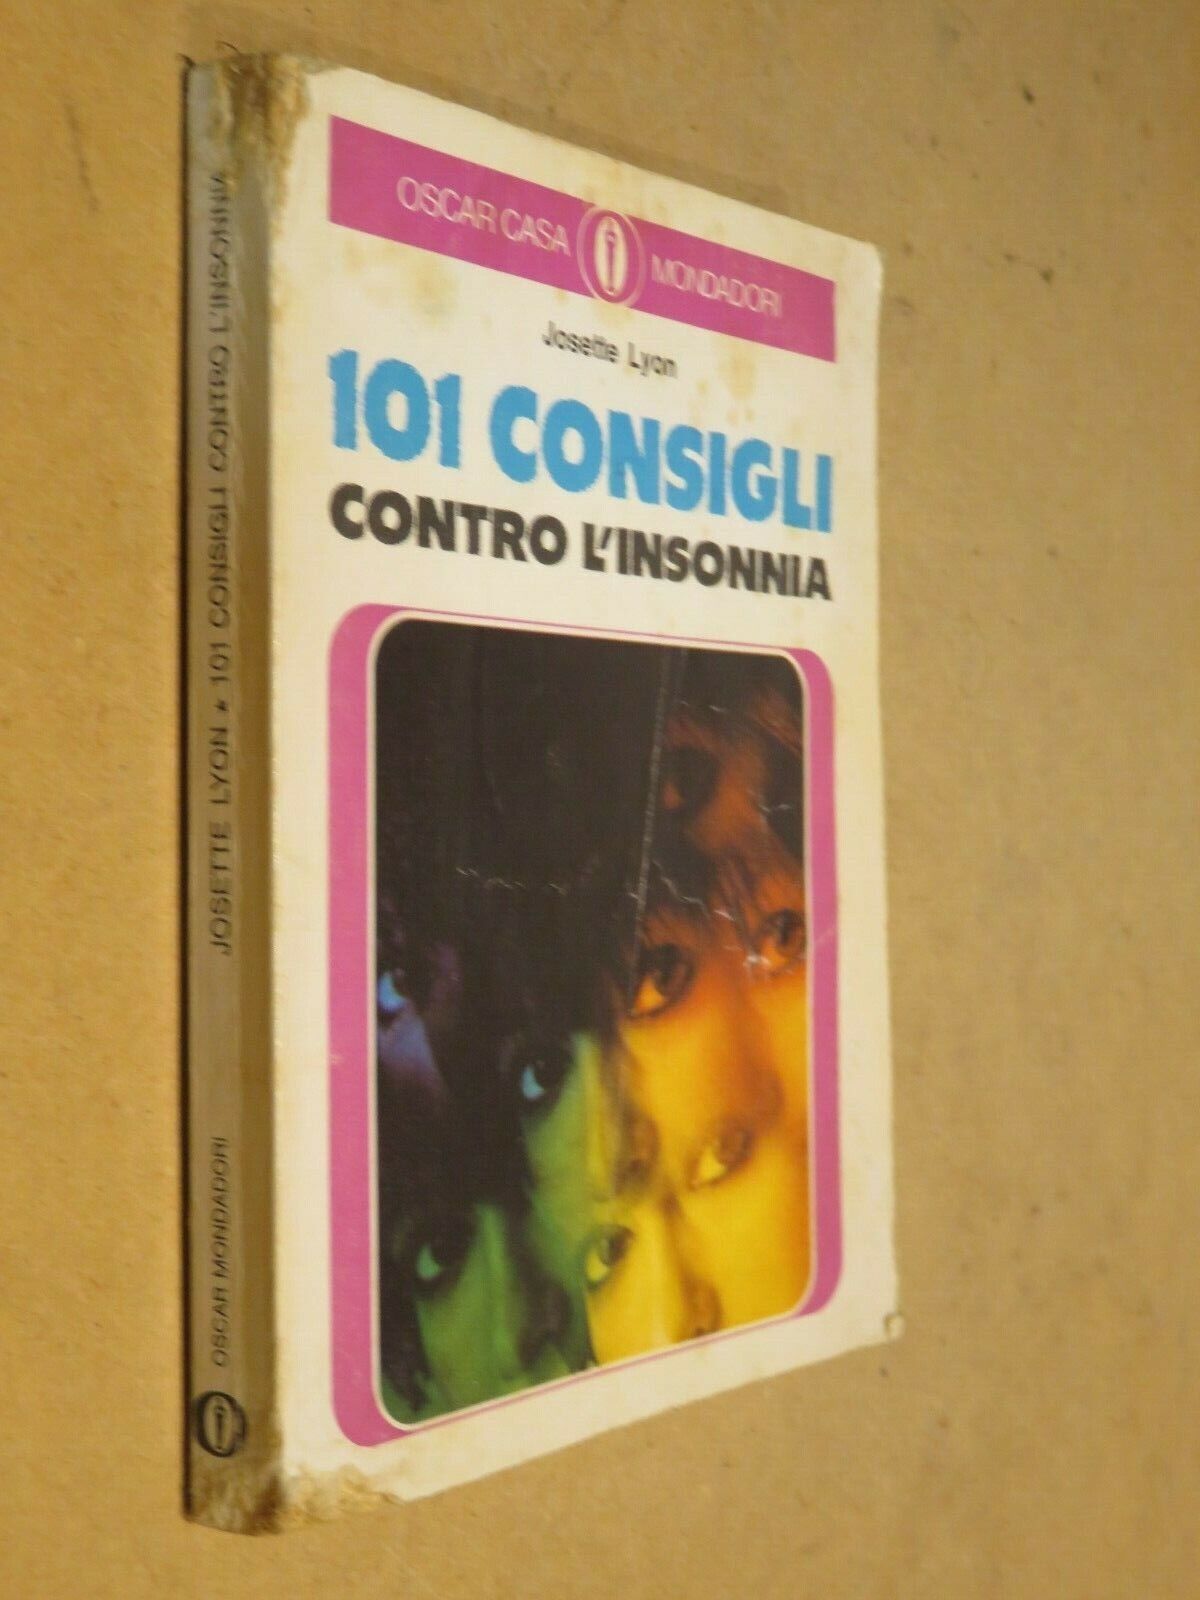 OSCAR CASA MONDADORI
Josette Lyon
101 CONSIGLI
CONTRO L'INSONNIA
JOSETTE LYON ★ 101 CONSIGLI CONTRO L'INSONNIA
OSCAR MONDADORI